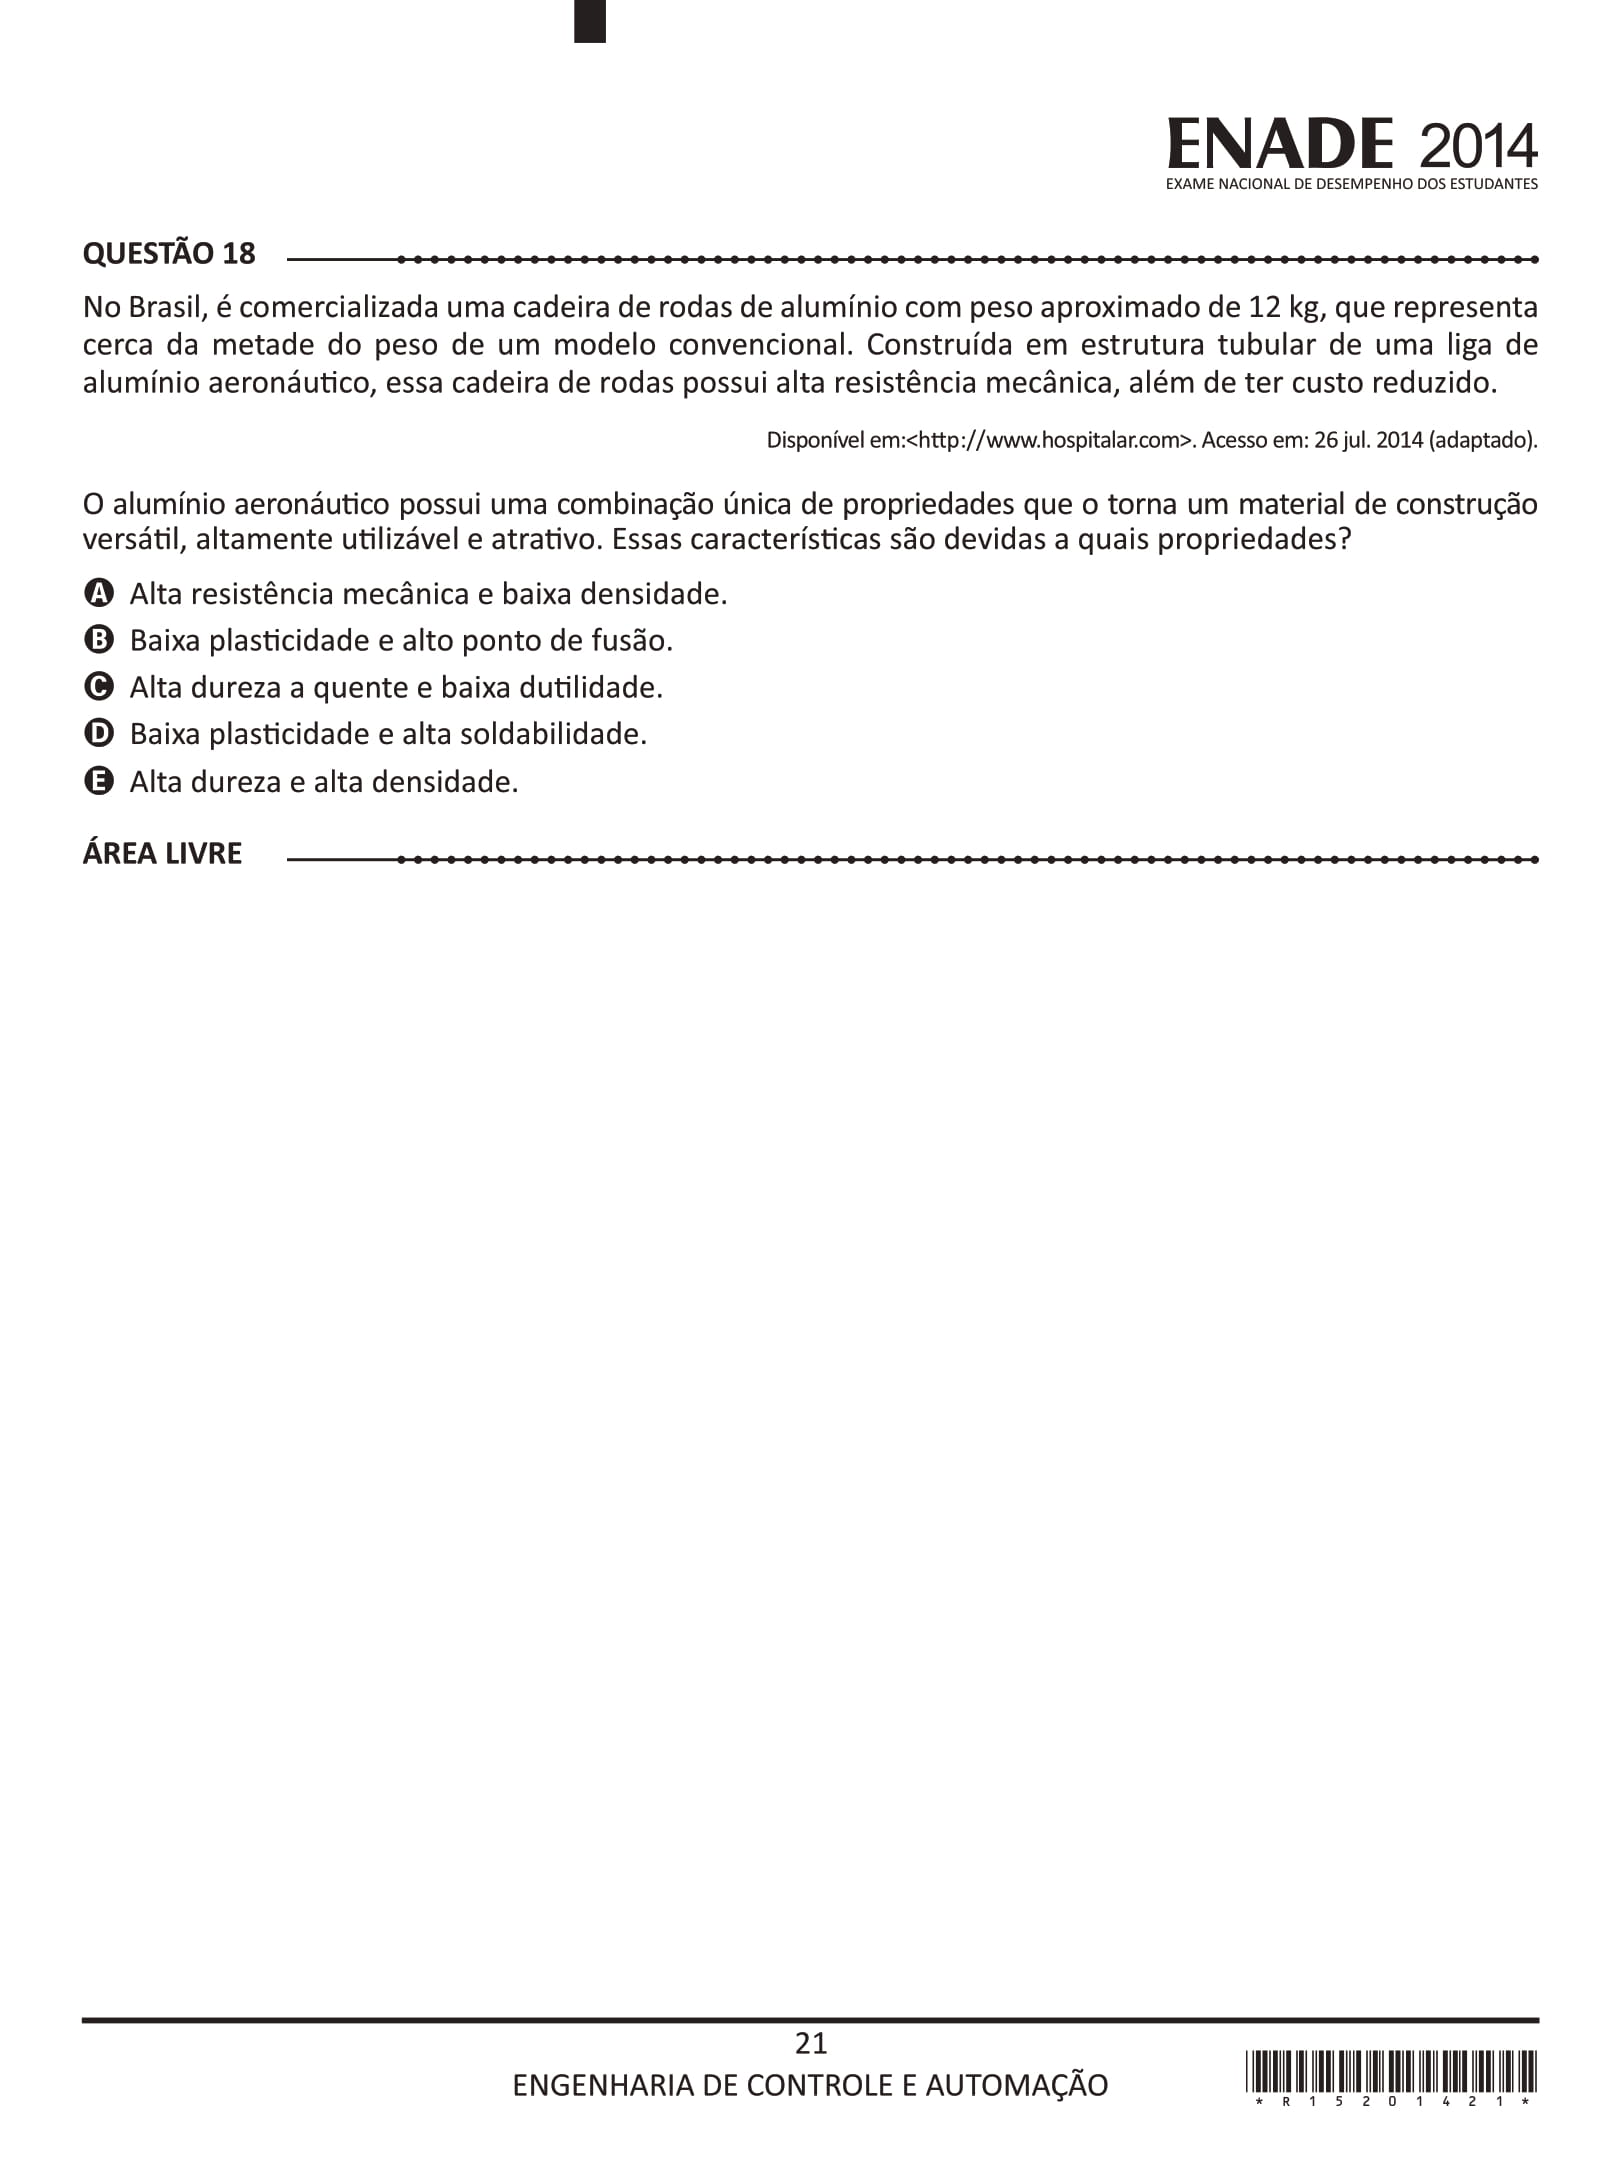 ENADE 2014
EXAME NACIONAL DE DESEMPENHO DOS ESTUDANTES
QUESTÃO 18
No Brasil, é comercializada uma cadeira de rodas de alumínio com peso aproximado de 12 kg, que representa
cerca da metade do peso de um modelo convencional. Construída em estrutura tubular de uma liga de
alumínio aeronáutico, essa cadeira de rodas possui alta resistência mecânica, além de ter custo reduzido.
Disponível em:<http://www.hospitalar.com>. Acesso em: 26 jul. 2014 (adaptado).
O alumínio aeronáutico possui uma combinação única de propriedades que o torna um material de construção
versátil, altamente utilizável e atrativo. Essas características são devidas a quais propriedades?
A Alta resistência mecânica e baixa densidade.
B Baixa plasticidade e alto ponto de fusão.
C Alta dureza a quente e baixa dutilidade.
D Baixa plasticidade e alta soldabilidade.
E Alta dureza e alta densidade.
ÁREA LIVRE
21
ENGENHARIA DE CONTROLE E AUTOMAÇÃO
* R 1 5 2 0 1 4 2 1 *